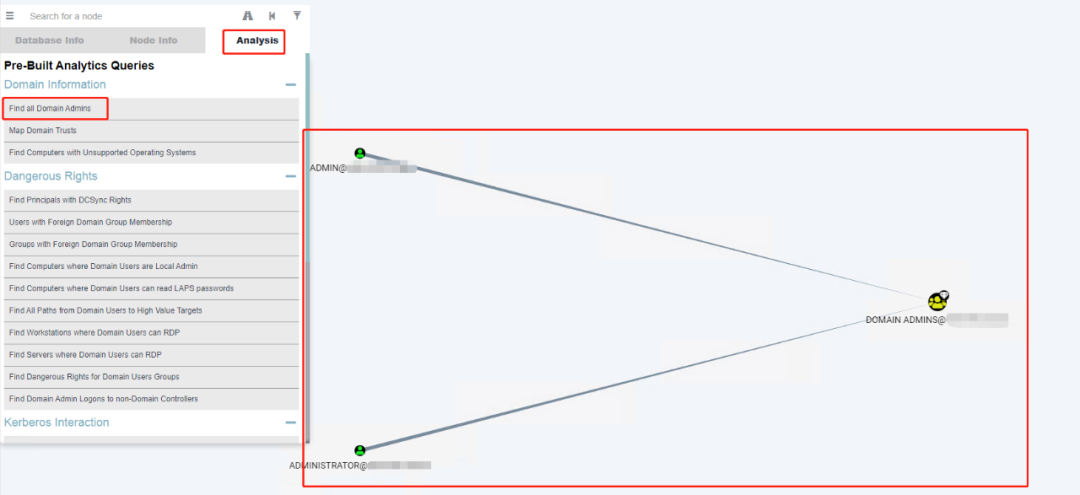 Search for a node
Database Info Node Info Analysis
Pre-Built Analytics Queries
Domain Information
Find all Domain Admins
Map Domain Trusts
Find Computers with Unsupported Operating Systems
Dangerous Rights
Find Principals with DCSync Rights
Users with Foreign Domain Group Membership
Groups with Foreign Domain Group Membership
Find Computers where Domain Users are Local Admin
Find Computers where Domain Users can read LAPS passwords
Find All Paths from Domain Users to High Value Targets
Find Workstations where Domain Users can RDP
Find Servers where Domain Users can RDP
Find Dangerous Rights for Domain Users Groups
Find Domain Admin Logons to non-Domain Controllers
Kerberos Interaction
ADMIN@
DOMAIN ADMINS@
ADMINISTRATOR@